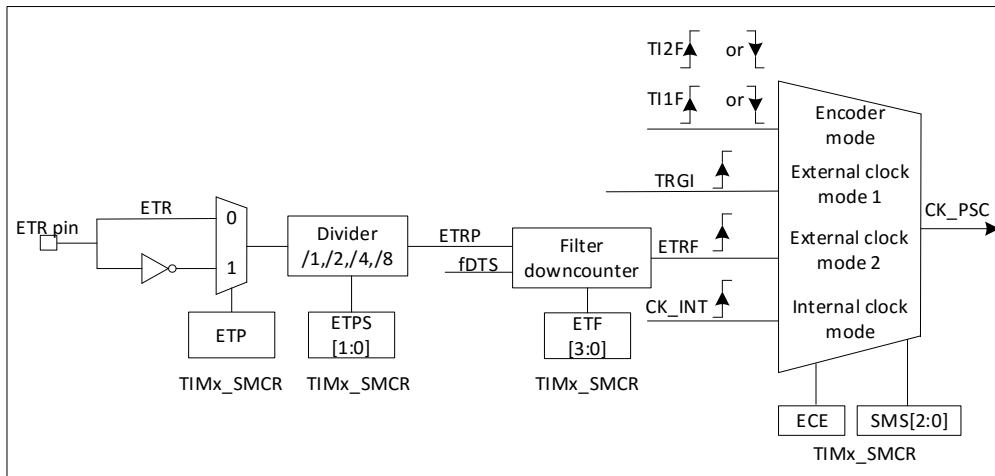 TI2F or
TI1F or
Encoder
mode
TRGI
External clock
mode 1
CK_PSC
ETR pin
ETR
0
1
Divider
/1,/2,/4,/8
ETRP
fDTS
Filter
downcounter
ETRF
External clock
mode 2
CK_INT
Internal clock
mode
ETP
ETPS
[1:0]
ETF
[3:0]
TIMx_SMCR
TIMx_SMCR
TIMx_SMCR
ECE
SMS[2:0]
TIMx_SMCR